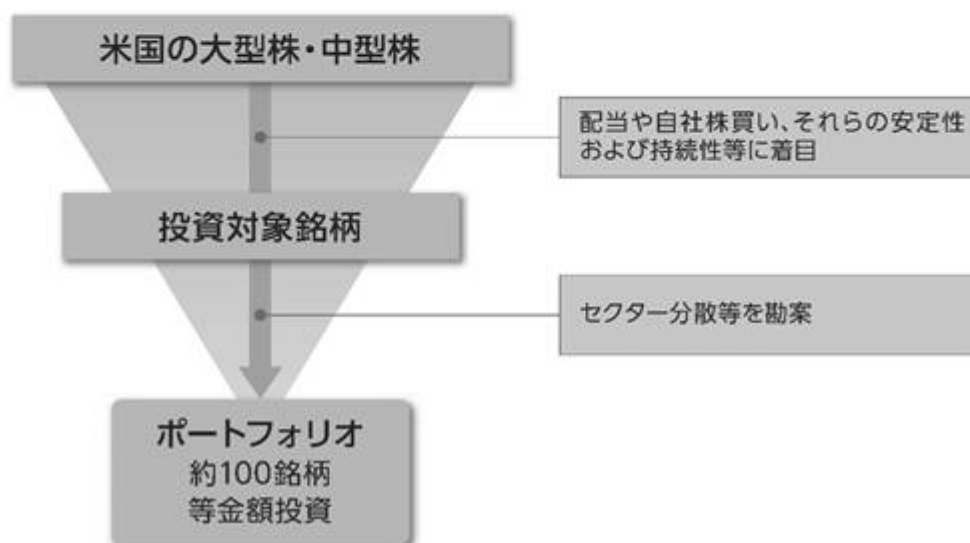 米国の大型株・中型株
配当や自社株買い、それらの安定性
および持続性等に着目
投資対象銘柄
セクター分散等を勘案
ポートフォリオ
約100銘柄
等金額投資